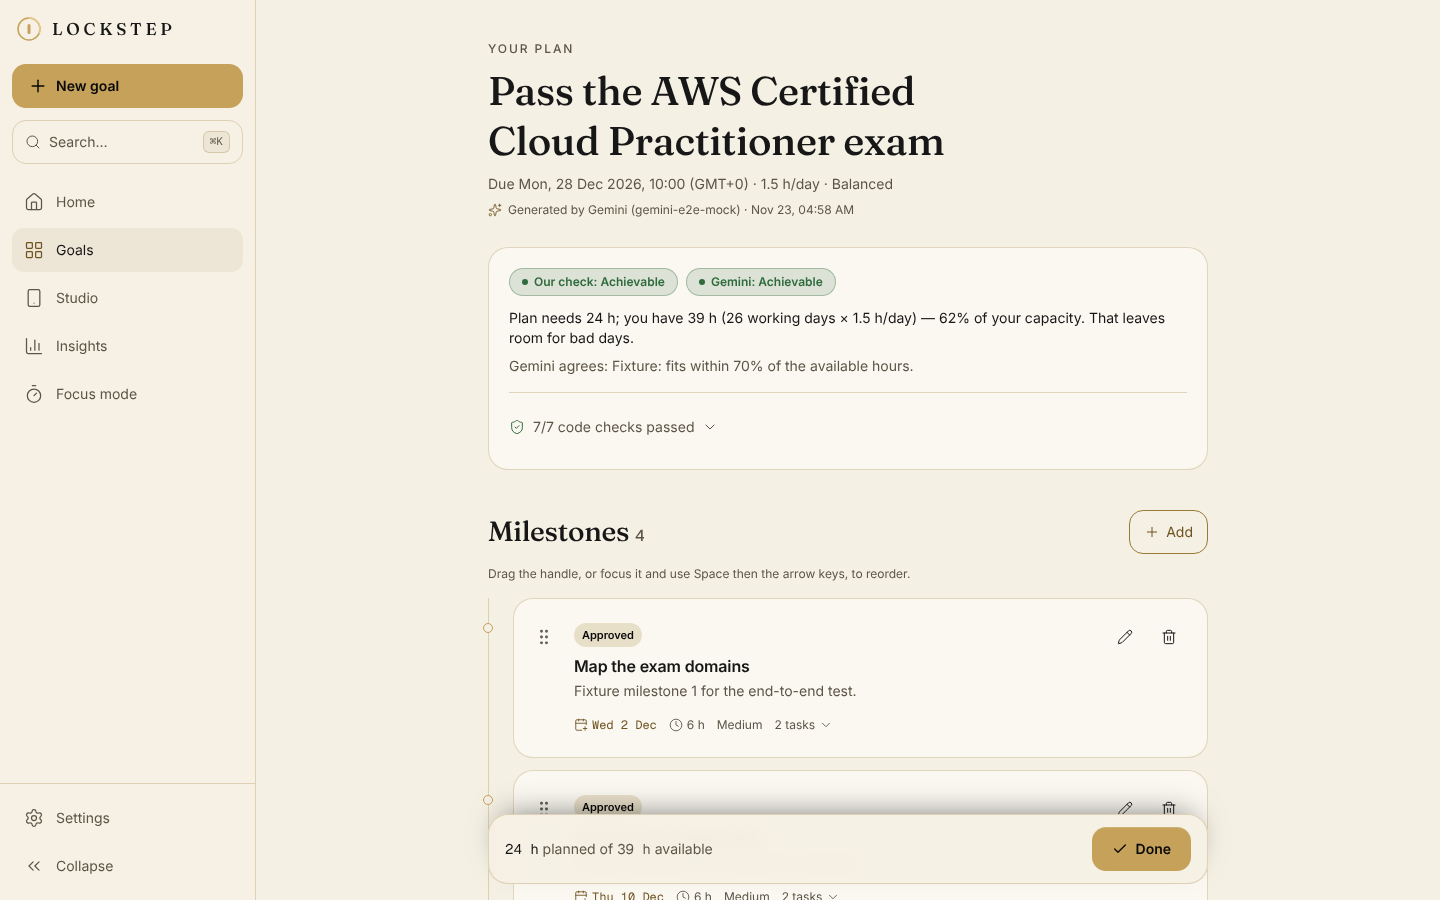 LOCKSTEP
New goal
Search...
⌘K
Home
Goals
Studio
Insights
Focus mode
Settings
Collapse
YOUR PLAN
Pass the AWS Certified
Cloud Practitioner exam
Due Mon, 28 Dec 2026, 10:00 (GMT+0) · 1.5 h/day · Balanced
Generated by Gemini (gemini-e2e-mock) · Nov 23, 04:58 AM
Our check: Achievable
Gemini: Achievable
Plan needs 24 h; you have 39 h (26 working days × 1.5 h/day) — 62% of your capacity. That leaves
room for bad days.
Gemini agrees: Fixture: fits within 70% of the available hours.
7/7 code checks passed
Milestones 4
Add
Drag the handle, or focus it and use Space then the arrow keys, to reorder.
Approved
Map the exam domains
Fixture milestone 1 for the end-to-end test.
Wed 2 Dec 6 h Medium 2 tasks
Approved
24 h planned of 39 h available
Done
Thu 10 Dec 6 h Medium 2 tasks